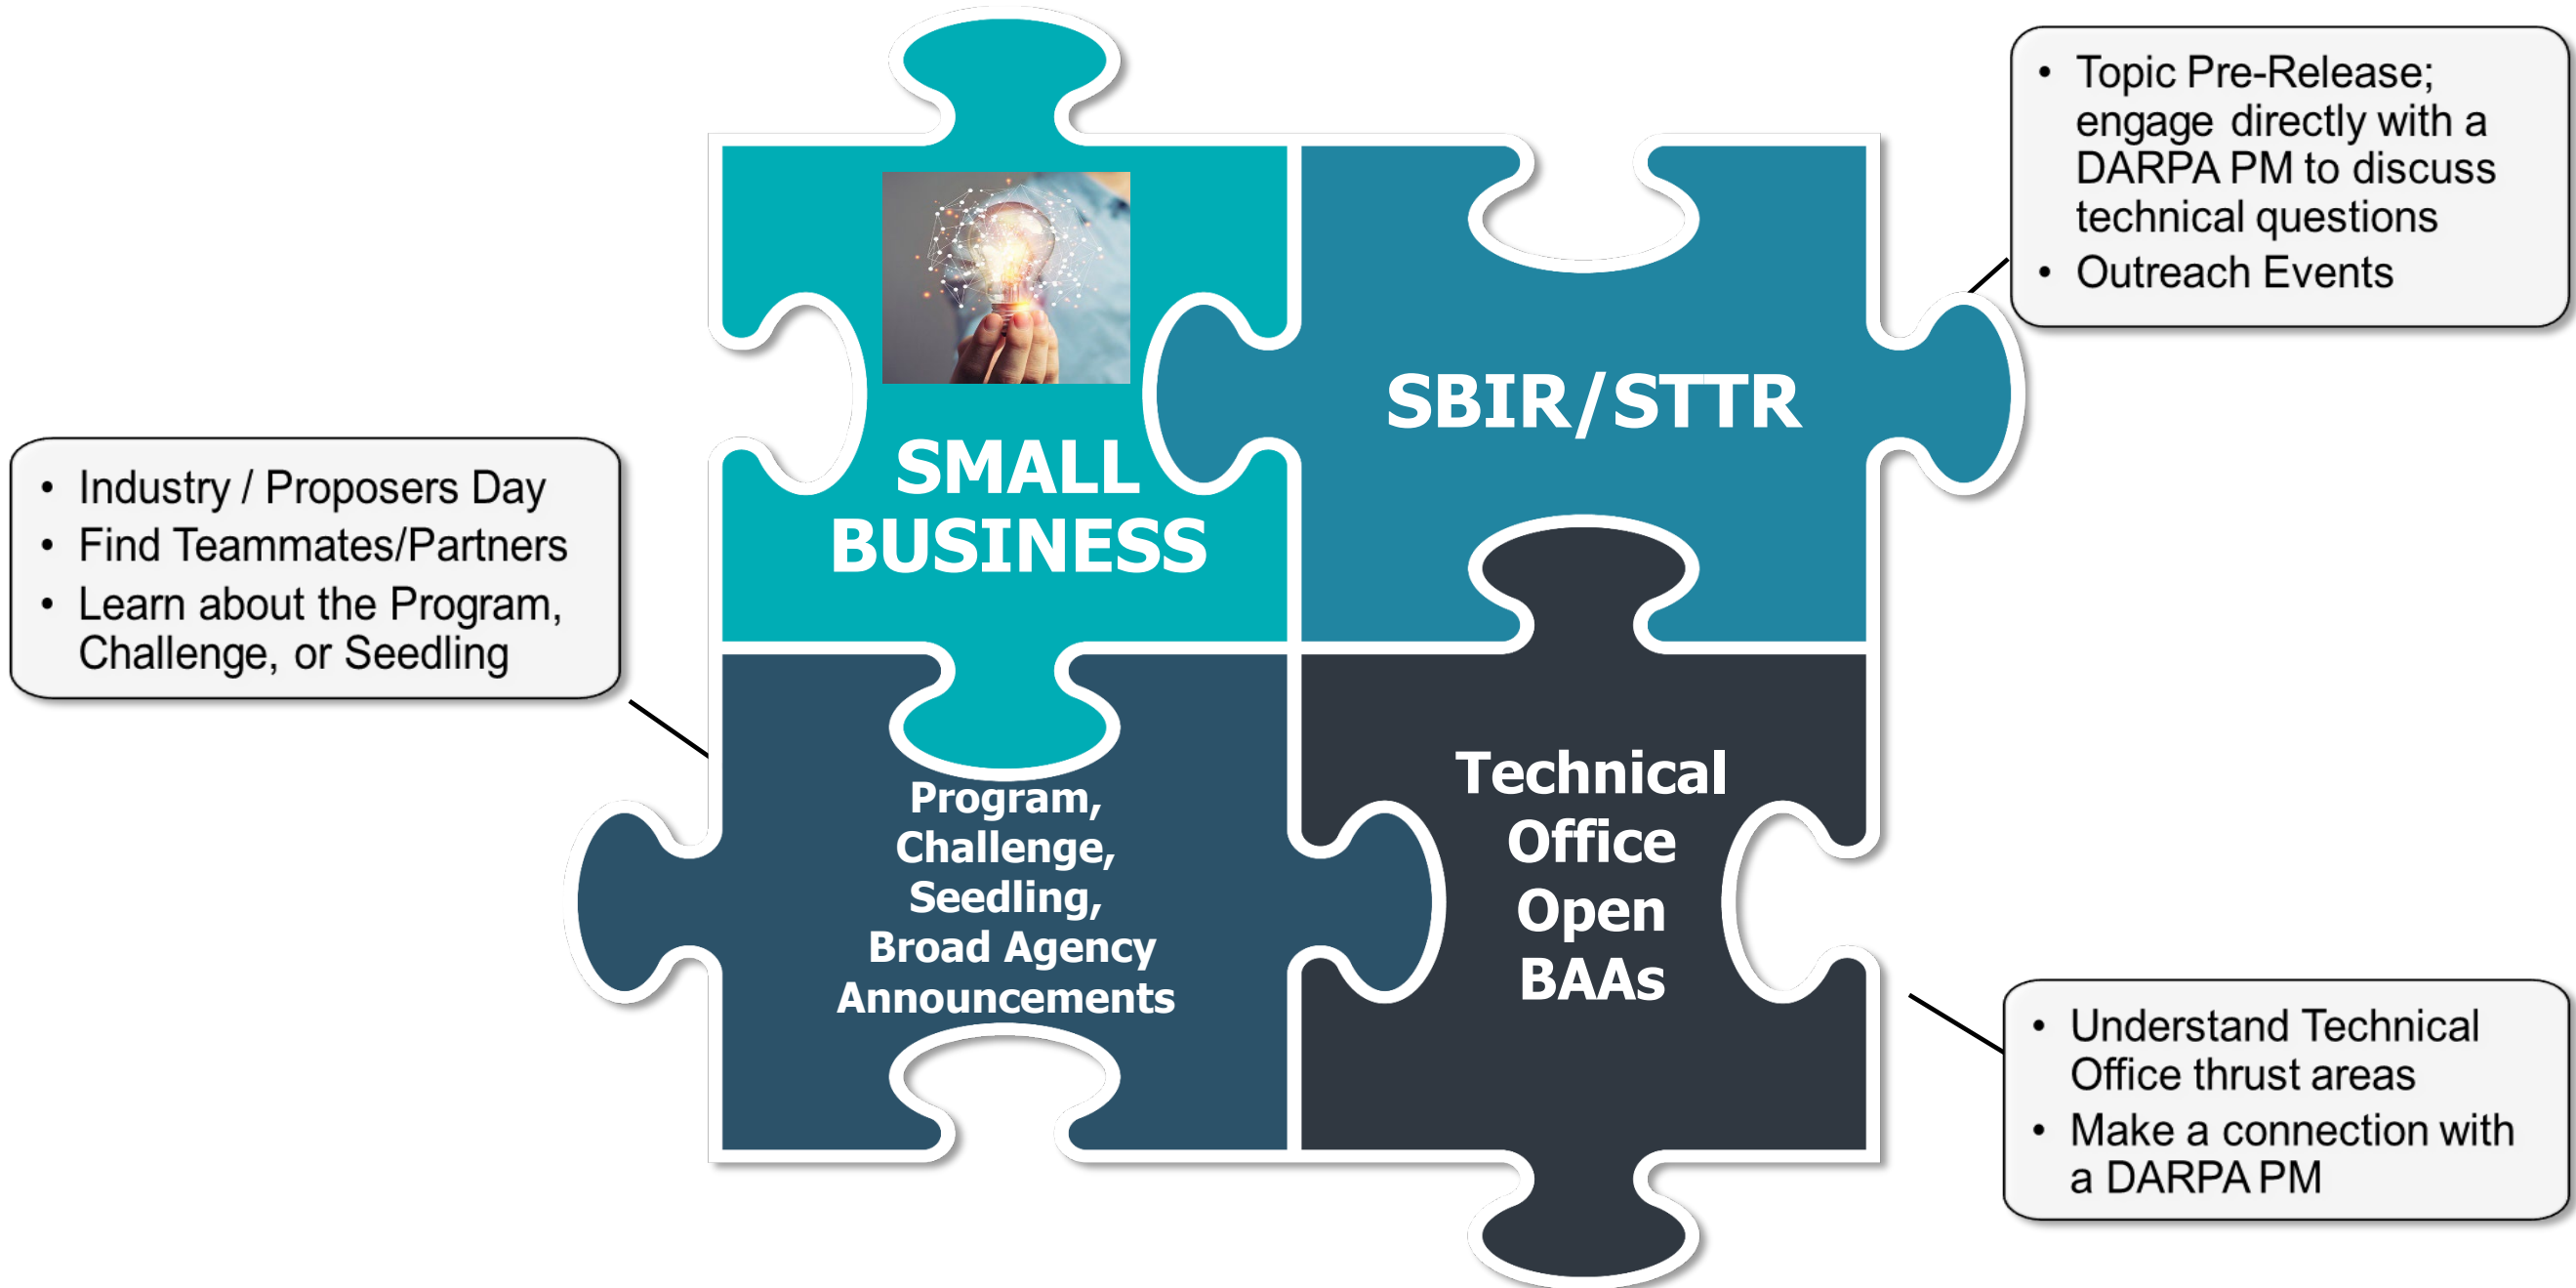 SMALL
BUSINESS
SBIR/STTR
• Topic Pre-Release;
engage directly with a
DARPA PM to discuss
technical questions
• Outreach Events
• Industry / Proposers Day
• Find Teammates/Partners
• Learn about the Program,
Challenge, or Seedling
Program,
Challenge,
Seedling,
Broad Agency
Announcements
Technical
Office
Open
BAAs
• Understand Technical
Office thrust areas
• Make a connection with
a DARPA PM